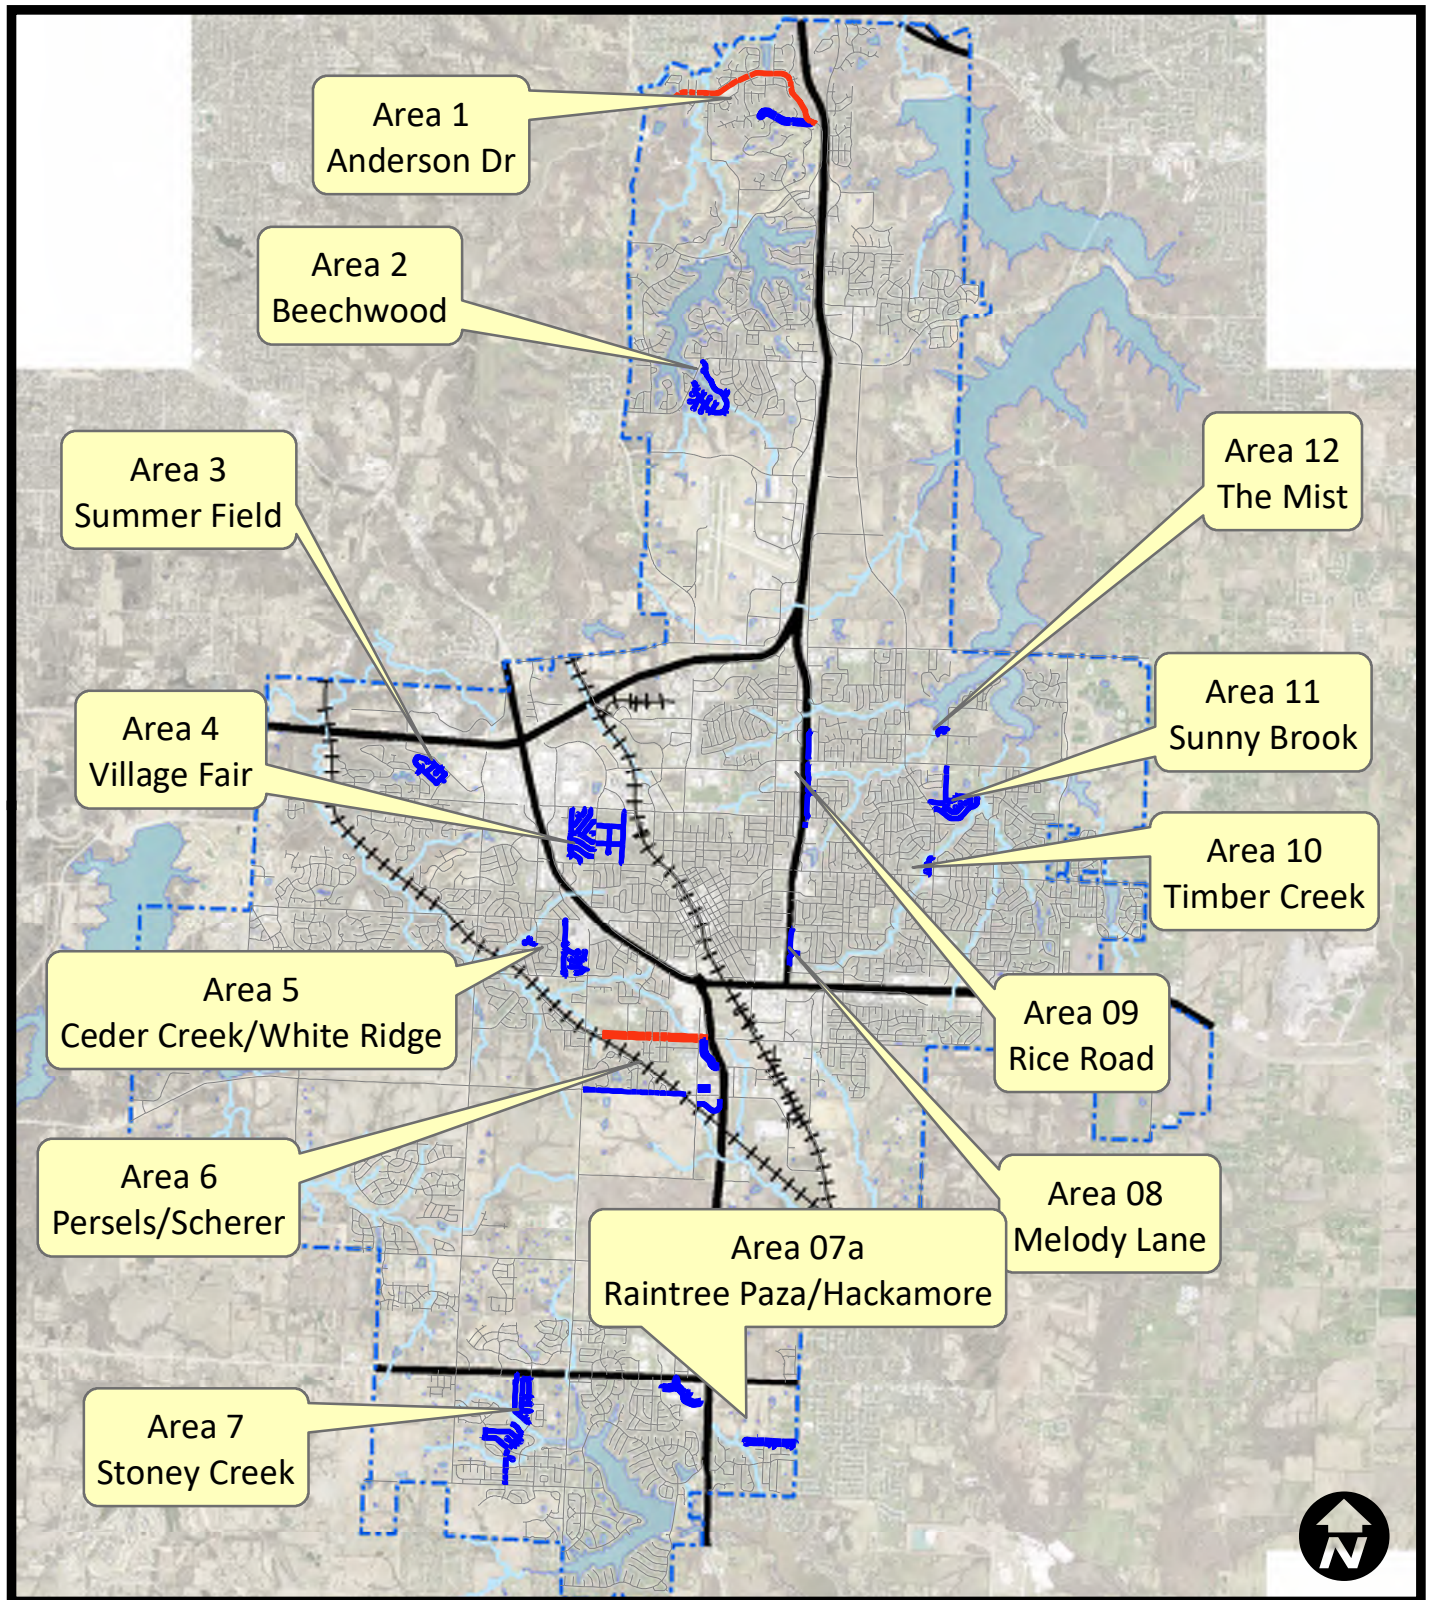 Area 1
Anderson Dr
Area 2
Beechwood
Area 3
Summer Field
Area 12
The Mist
Area 11
Sunny Brook
Area 4
Village Fair
Area 10
Timber Creek
Area 5
Ceder Creek/White Ridge
Area 09
Rice Road
Area 6
Persels/Scherer
Area 08
Melody Lane
Area 07a
Raintree Paza/Hackamore
Area 7
Stoney Creek
N